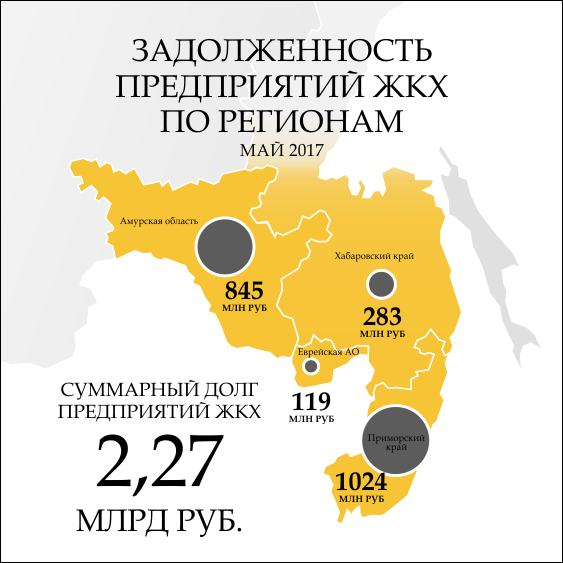 ЗАДОЛЖЕННОСТЬ
ПРЕДПРИЯТИЙ ЖКХ
ПО РЕГИОНАМ
МАЙ 2017
Амурская область
845
МЛН РУБ
Хабаровский край
283
МЛН РУБ
Еврейская АО
119
МЛН РУБ
Приморский
край
1024
МЛН РУБ
СУММАРНЫЙ ДОЛГ
ПРЕДПРИЯТИЙ ЖКХ
2,27
МЛРД РУБ.